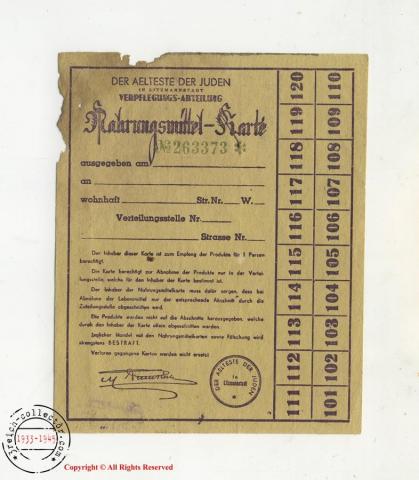 DER AELTESTE DER JUDEN
IN LITZMANNSTADT
VERPFLEGUNGS-ABTEILUNG
Nahrungsmittel-Karte
№ 263373 *
ausgegeben am
an
wohnhaft Str. Nr. W.
Verteilungsstelle Nr.
Strasse Nr.
Der Inhaber dieser Karte ist zum Empfang der Produkte für 1 Person
berechtigt.
Die Karte berechtigt zur Abnahme der Produkte nur in der Vertei-
lungsstelle, welche für den Inhaber der Karte bestimmt ist.
Der Inhaber der Nahrungsmittelkarte muss dafür sorgen, dass bei
Abnahme der Lebensmittel nur der entsprechende Abschnitt durch die
Zuteilungsstelle abgeschnitten wird.
Die Produkte werden nicht auf die Abschnitte herausgegeben, welche
durch den Inhaber der Karte allein abgeschnitten werden.
Jeglicher Handel mit den Nahrungsmittelkarten sowie Fälschung wird
strengstens BESTRAFT.
Verloren gegangene Karten werden nicht ersetzt
DER AELTESTE DER JUDEN
in
Litzmannstadt
120 110
119 109
118 108
117 107
116 106
115 105
114 104
113 103
112 102
111 101
3reich-collector.com
1933-1945
Copyright © All Rights Reserved